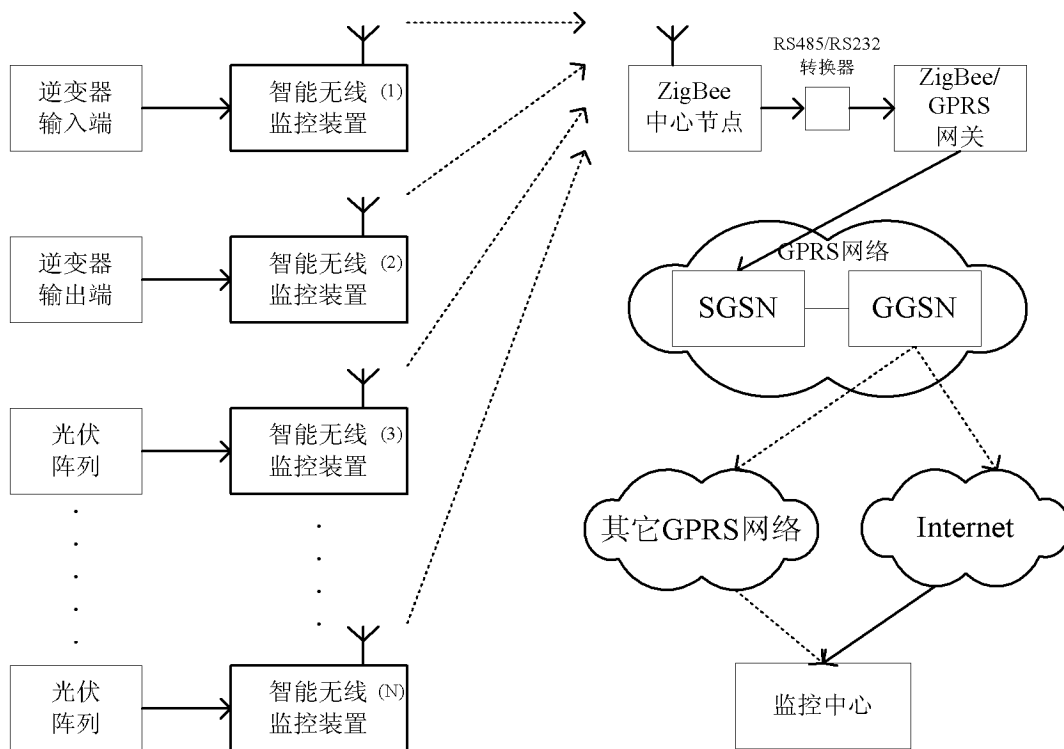 逆变器
输入端
智能无线(1)
监控装置
ZigBee
中心节点
RS485/RS232
转换器
ZigBee/
GPRS
网关
逆变器
输出端
智能无线(2)
监控装置
GPRS网络
SGSN
GGSN
光伏
阵列
智能无线(3)
监控装置
其它GPRS网络
Internet
光伏
阵列
智能无线(N)
监控装置
监控中心